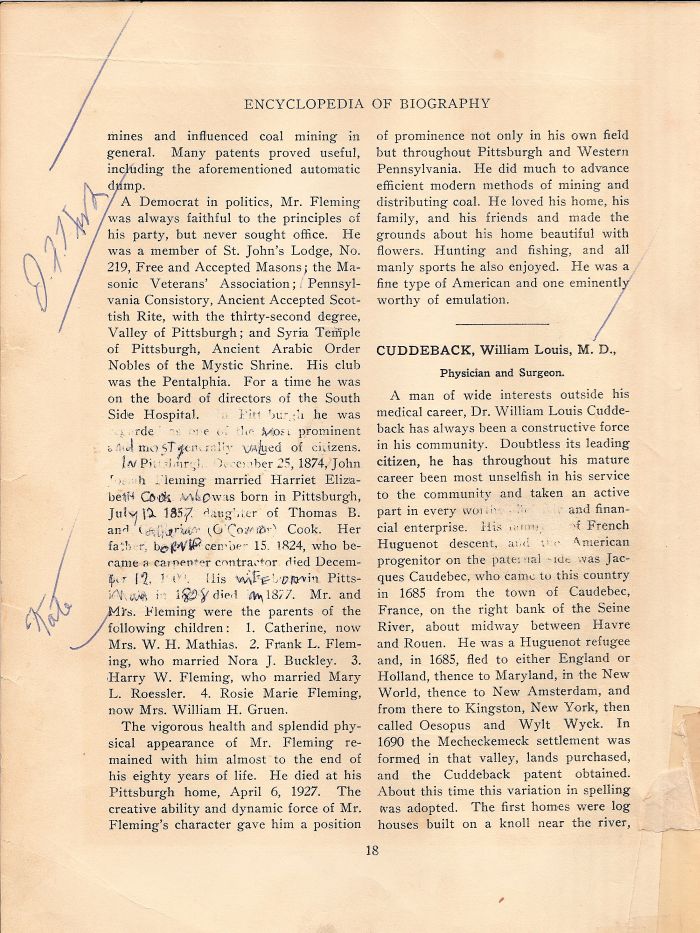 ENCYCLOPEDIA OF BIOGRAPHY
mines and influenced coal mining in
general. Many patents proved useful,
including the aforementioned automatic
dump.
A Democrat in politics, Mr. Fleming
was always faithful to the principles of
his party, but never sought office. He
was a member of St. John's Lodge, No.
219, Free and Accepted Masons; the Ma-
sonic Veterans' Association; Pennsyl-
vania Consistory, Ancient Accepted Scot-
tish Rite, with the thirty-second degree,
Valley of Pittsburgh; and Syria Temple
of Pittsburgh, Ancient Arabic Order
Nobles of the Mystic Shrine. His club
was the Pentalpha. For a time he was
on the board of directors of the South
Side Hospital. he was
as one of the most prominent
and most generally valued of citizens.
In Pittsburgh, December 25, 1874, John
Joseph Fleming married Harriet Eliza-
beth Cook who was born in Pittsburgh,
July 12 1857, daughter of Thomas B.
and Catherine (O'Connor) Cook. Her
father, born December 15, 1824, who be-
came a carpenter contractor died Decem-
ber 12, His wife born in Pitts-
in 1828 died in 1877. Mr. and
Mrs. Fleming were the parents of the
following children: 1. Catherine, now
Mrs. W. H. Mathias. 2. Frank L. Flem-
ing, who married Nora J. Buckley. 3.
Harry W. Fleming, who married Mary
L. Roessler. 4. Rosie Marie Fleming,
now Mrs. William H. Gruen.
The vigorous health and splendid phy-
sical appearance of Mr. Fleming re-
mained with him almost to the end of
his eighty years of life. He died at his
Pittsburgh home, April 6, 1927. The
creative ability and dynamic force of Mr.
Fleming's character gave him a position
Kate
of prominence not only in his own field
but throughout Pittsburgh and Western
Pennsylvania. He did much to advance
efficient modern methods of mining and
distributing coal. He loved his home, his
family, and his friends and made the
grounds about his home beautiful with
flowers. Hunting and fishing, and all
manly sports he also enjoyed. He was a
fine type of American and one eminently
worthy of emulation.
CUDDEBACK, William Louis, M. D.,
Physician and Surgeon.
A man of wide interests outside his
medical career, Dr. William Louis Cudde-
back has always been a constructive force
in his community. Doubtless its leading
citizen, he has throughout his mature
career been most unselfish in his service
to the community and taken an active
part in every and finan-
cial enterprise. His of French
Huguenot descent, and the American
progenitor on the paternal side was Jac-
ques Caudebec, who came to this country
in 1685 from the town of Caudebec,
France, on the right bank of the Seine
River, about midway between Havre
and Rouen. He was a Huguenot refugee
and, in 1685, fled to either England or
Holland, thence to Maryland, in the New
World, thence to New Amsterdam, and
from there to Kingston, New York, then
called Oesopus and Wylt Wyck. In
1690 the Mecheckemeck settlement was
formed in that valley, lands purchased,
and the Cuddeback patent obtained.
About this time this variation in spelling
was adopted. The first homes were log
houses built on a knoll near the river,
18